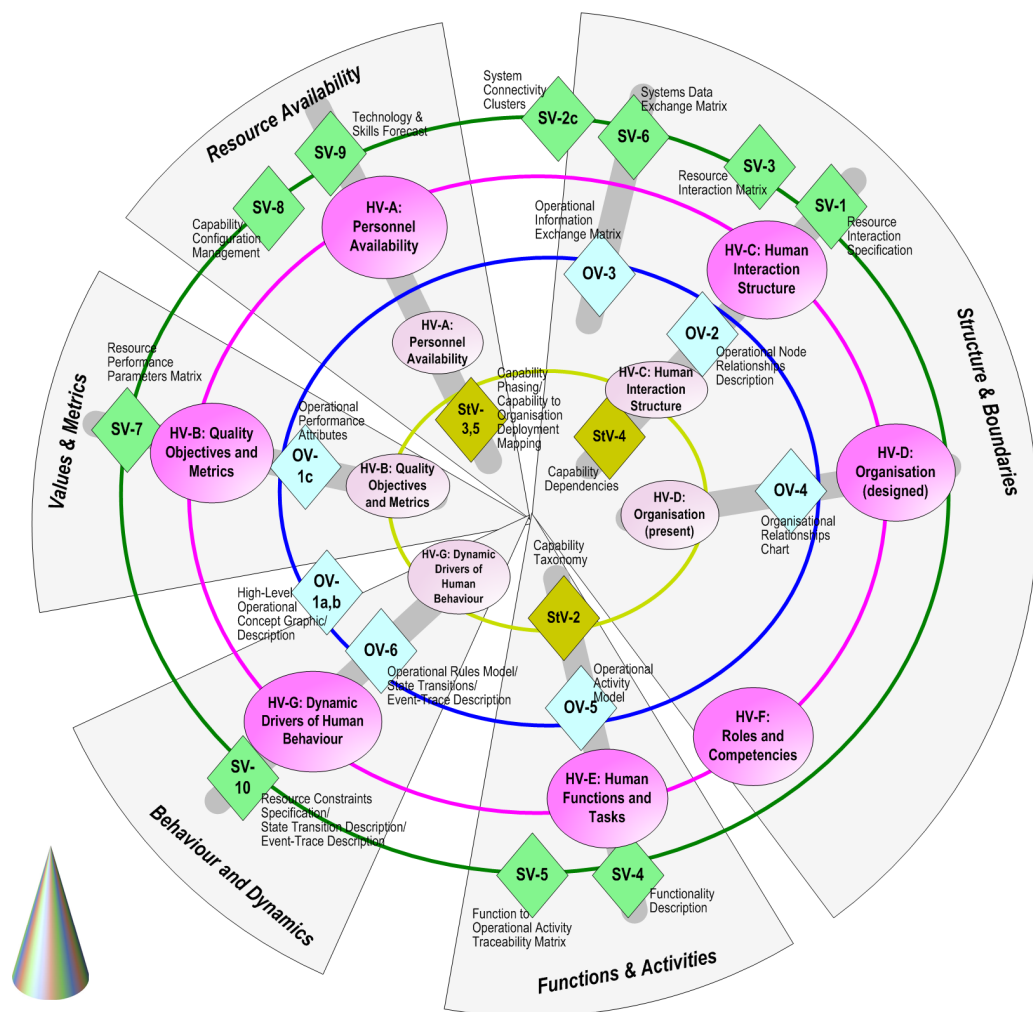 Resource Availability
System
Connectivity
Clusters
SV-2c
Systems Data
Exchange Matrix
SV-6
Technology &
Skills Forecast
SV-9
SV-3
Resource
Interaction Matrix
SV-1
Resource
Interaction
Specification
SV-8
Capability
Configuration
Management
HV-A:
Personnel
Availability
Operational
Information
Exchange Matrix
OV-3
HV-C: Human
Interaction
Structure
Structure & Boundaries
HV-A:
Personnel
Availability
OV-2
Operational Node
Relationships
Description
Resource
Performance
Parameters Matrix
SV-7
Values & Metrics
HV-B: Quality
Objectives and
Metrics
Operational
Performance
Attributes
OV-
1c
HV-B: Quality
Objectives
and Metrics
StV-
3,5
Capability
Phasing/
Capability to
Organisation
Deployment
Mapping
HV-C: Human
Interaction
Structure
StV-4
Capability
Dependencies
HV-D:
Organisation
(present)
OV-4
Organisational
Relationships
Chart
HV-D:
Organisation
(designed)
HV-G: Dynamic
Drivers of
Human
Behaviour
Capability
Taxonomy
StV-2
OV-
1a,b
High-Level
Operational
Concept Graphic/
Description
OV-6
Operational Rules Model/
State Transitions/
Event-Trace Description
Operational
Activity
Model
OV-5
HV-G: Dynamic
Drivers of Human
Behaviour
HV-F:
Roles and
Competencies
SV-
10
Resource Constraints
Specification/
State Transition Description/
Event-Trace Description
HV-E: Human
Functions and
Tasks
Behaviour and Dynamics
SV-5
Function to
Operational Activity
Traceability Matrix
SV-4
Functionality
Description
Functions & Activities